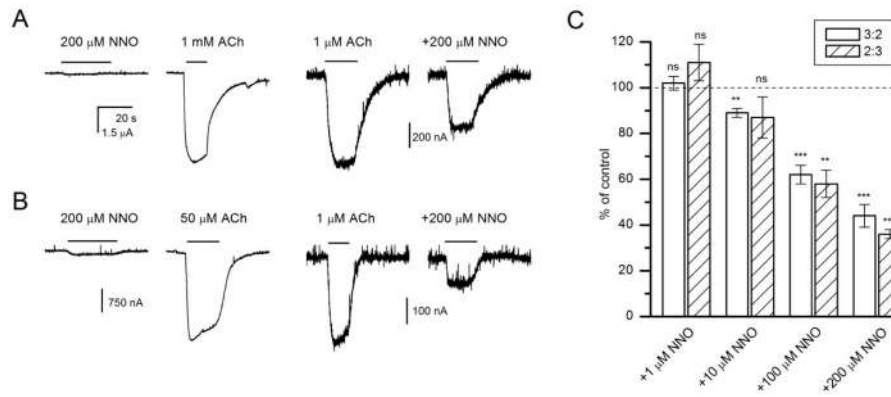 A
200 µM NNO
1 mM ACh
1 µM ACh
+200 µM NNO
20 s
1.5 µA
200 nA
B
200 µM NNO
50 µM ACh
1 µM ACh
+200 µM NNO
750 nA
100 nA
C
3:2
2:3
% of control
120
100
80
60
40
20
0
ns
ns
**
ns
***
**
***
**
+1 µM NNO
+10 µM NNO
+100 µM NNO
+200 µM NNO